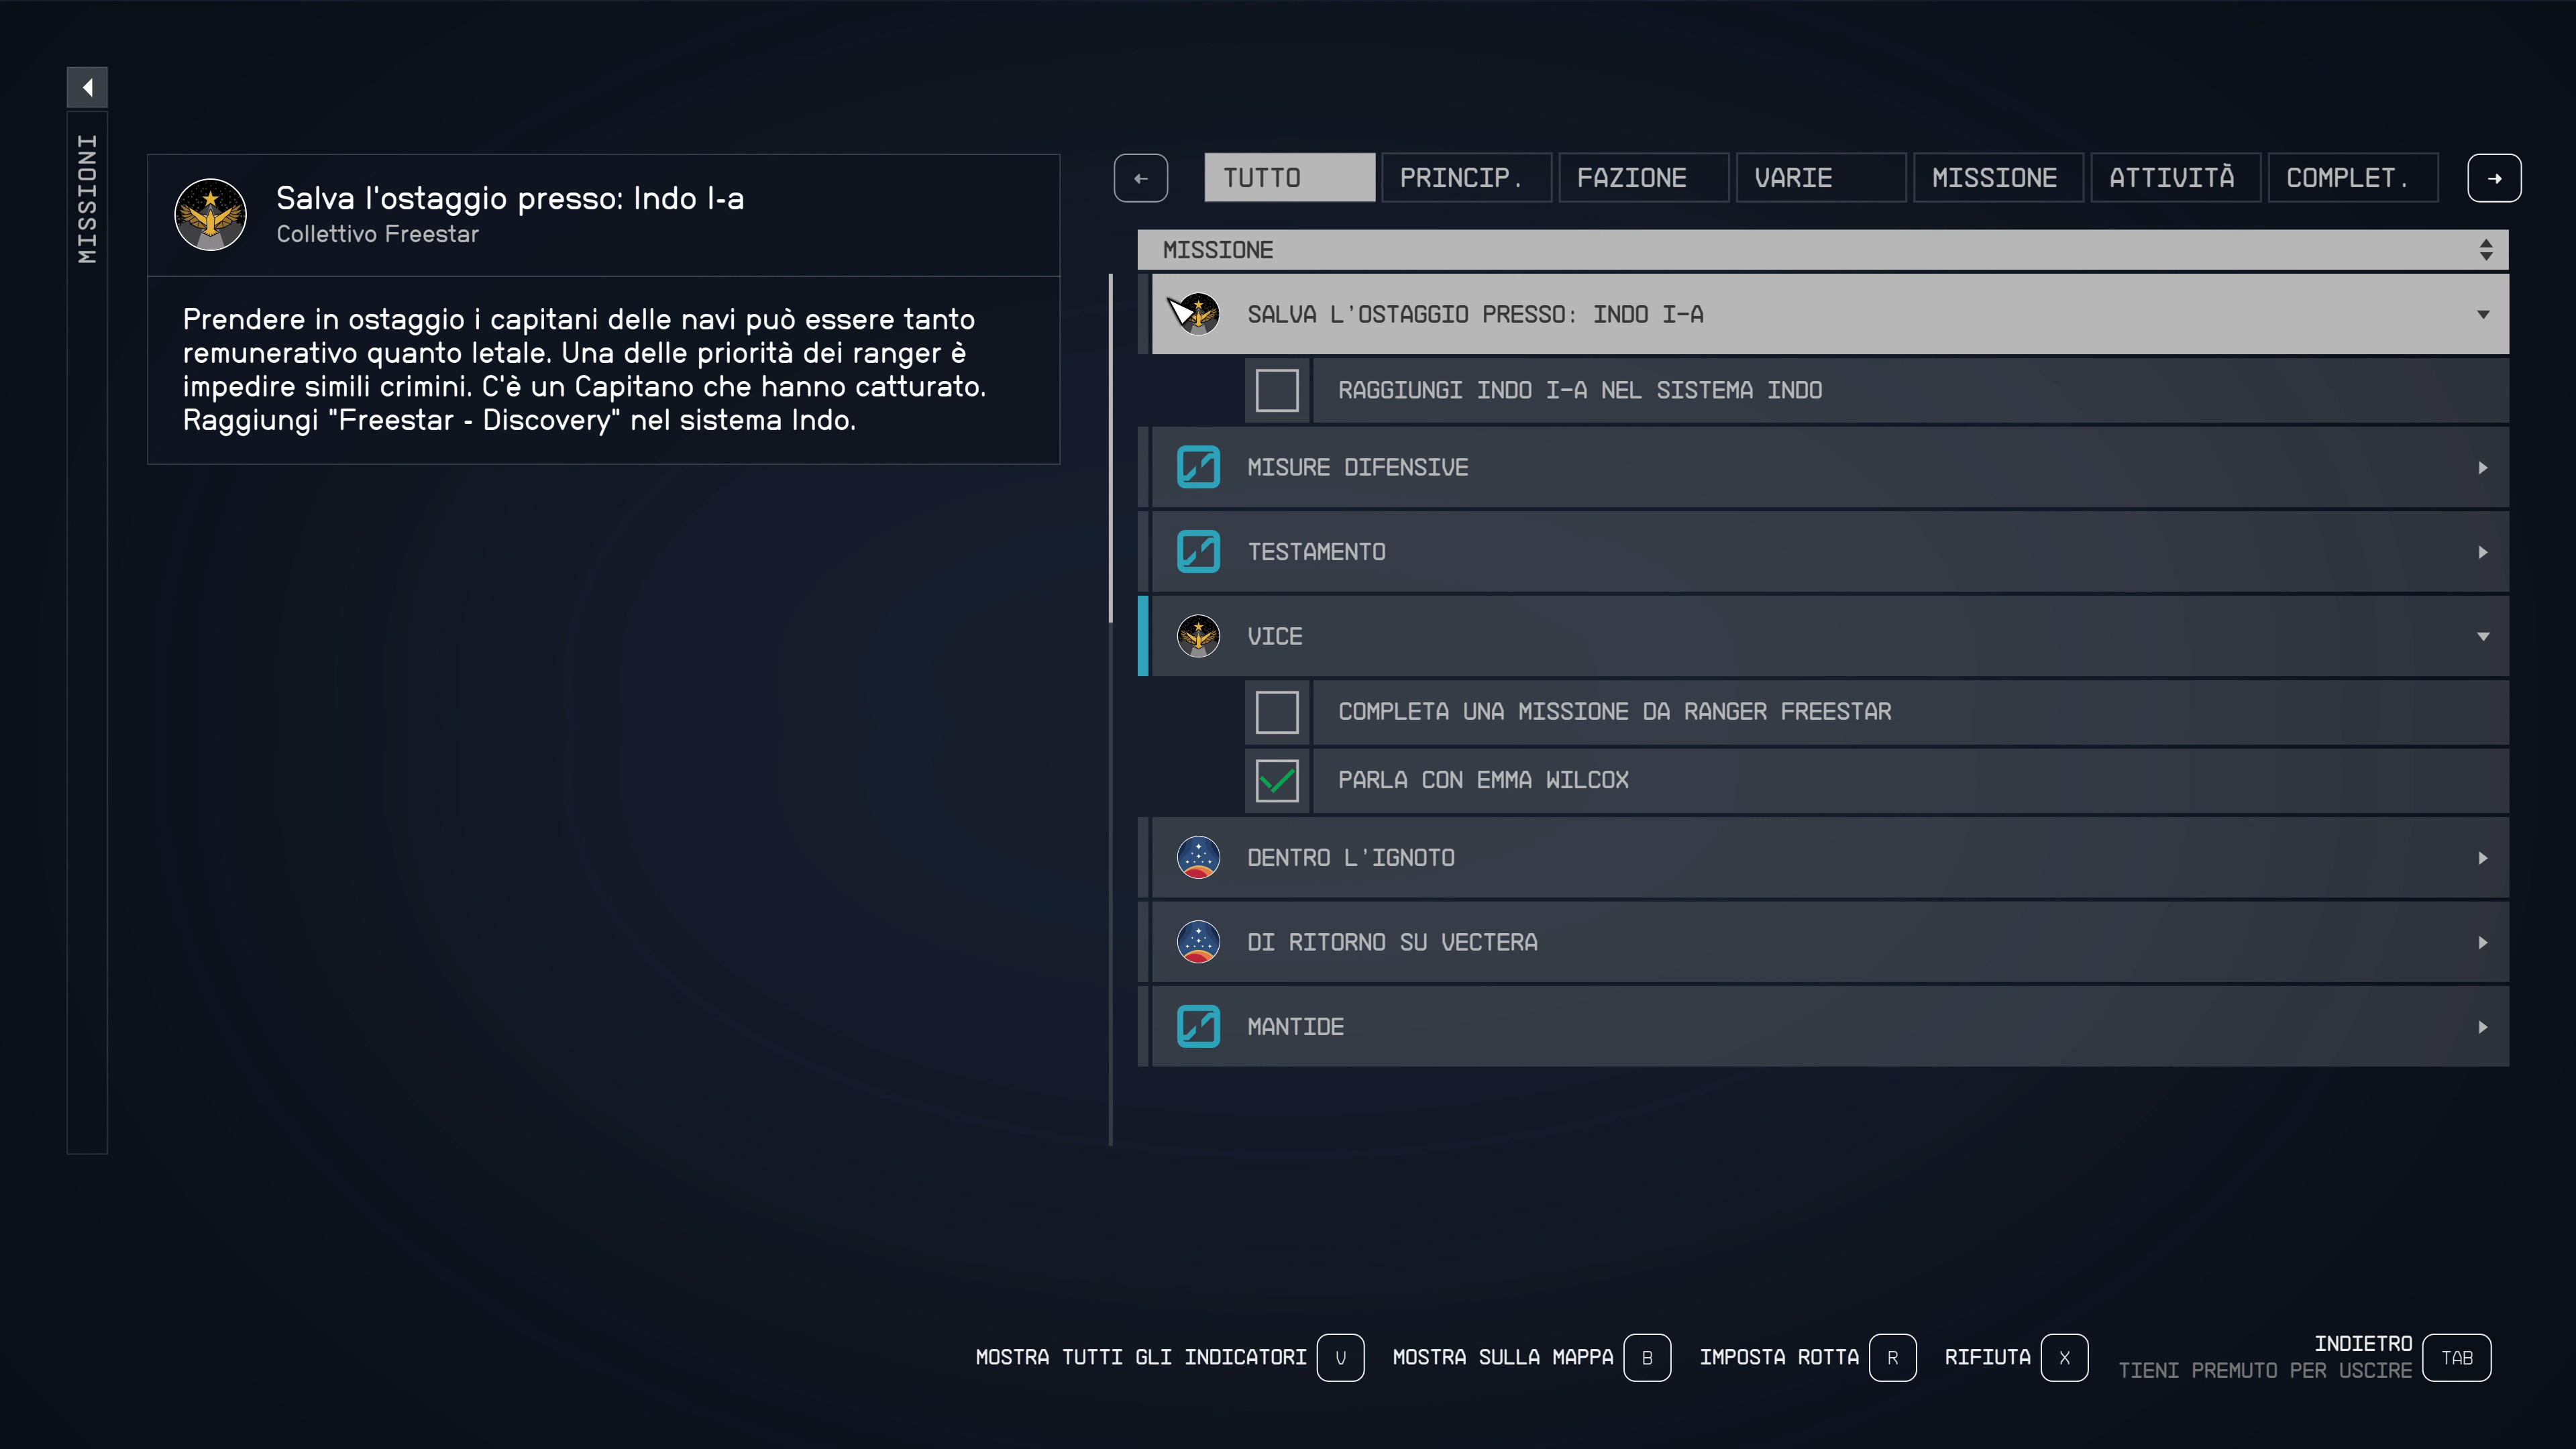 MISSIONI
Salva l'ostaggio presso: Indo I-a
Collettivo Freestar
Prendere in ostaggio i capitani delle navi può essere tanto
remunerativo quanto letale. Una delle priorità dei ranger è
impedire simili crimini. C'è un Capitano che hanno catturato.
Raggiungi "Freestar - Discovery" nel sistema Indo.
TUTTO
PRINCIP.
FAZIONE
VARIE
MISSIONE
ATTIVITÀ
COMPLET.
MISSIONE
SALVA L'OSTAGGIO PRESSO: INDO I-A
RAGGIUNGI INDO I-A NEL SISTEMA INDO
MISURE DIFENSIVE
TESTAMENTO
VICE
COMPLETA UNA MISSIONE DA RANGER FREESTAR
PARLA CON EMMA WILCOX
DENTRO L'IGNOTO
DI RITORNO SU VECTERA
MANTIDE
MOSTRA TUTTI GLI INDICATORI V
MOSTRA SULLA MAPPA B
IMPOSTA ROTTA R
RIFIUTA X
INDIETRO
TIENI PREMUTO PER USCIRE
TAB